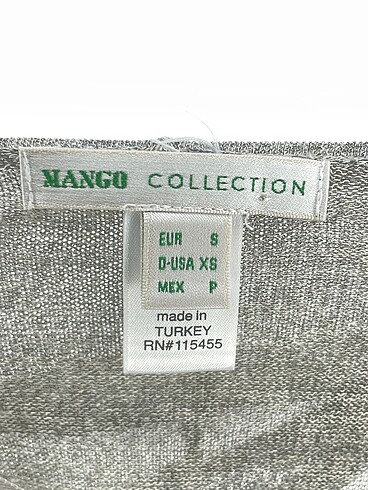 MANGO COLLECTION
EUR S
D-USA XS
MEX P
made in
TURKEY
RN#115455